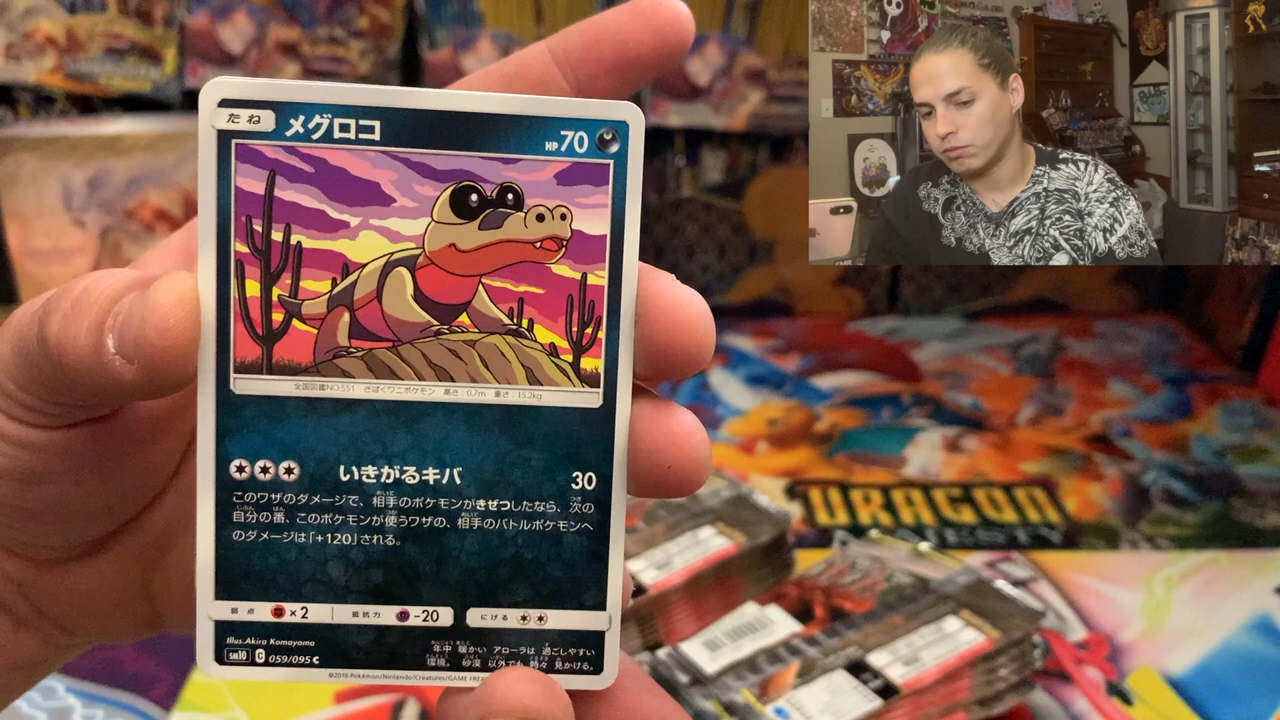 たね メグロコ HP70
全国図鑑NO.551 さばくワニポケモン 高さ:0.7m 重さ:15.2kg
いきがるキバ 30
このワザのダメージで、相手のポケモンがきぜつしたなら、次の
自分の番、このポケモンが使うワザの、相手のバトルポケモンへ
のダメージは「+120」される。
弱点 ×2 抵抗力 -20 にげる
Illus.Akira Komayama
年中 暖かい アローラは 過ごしやすい
sm10 C 059/095 C
環境。 砂漠 以外でも 時々 見かける。
©2019 Pokémon/Nintendo/Creatures/GAME FREAK
DRAGON
MAJESTY